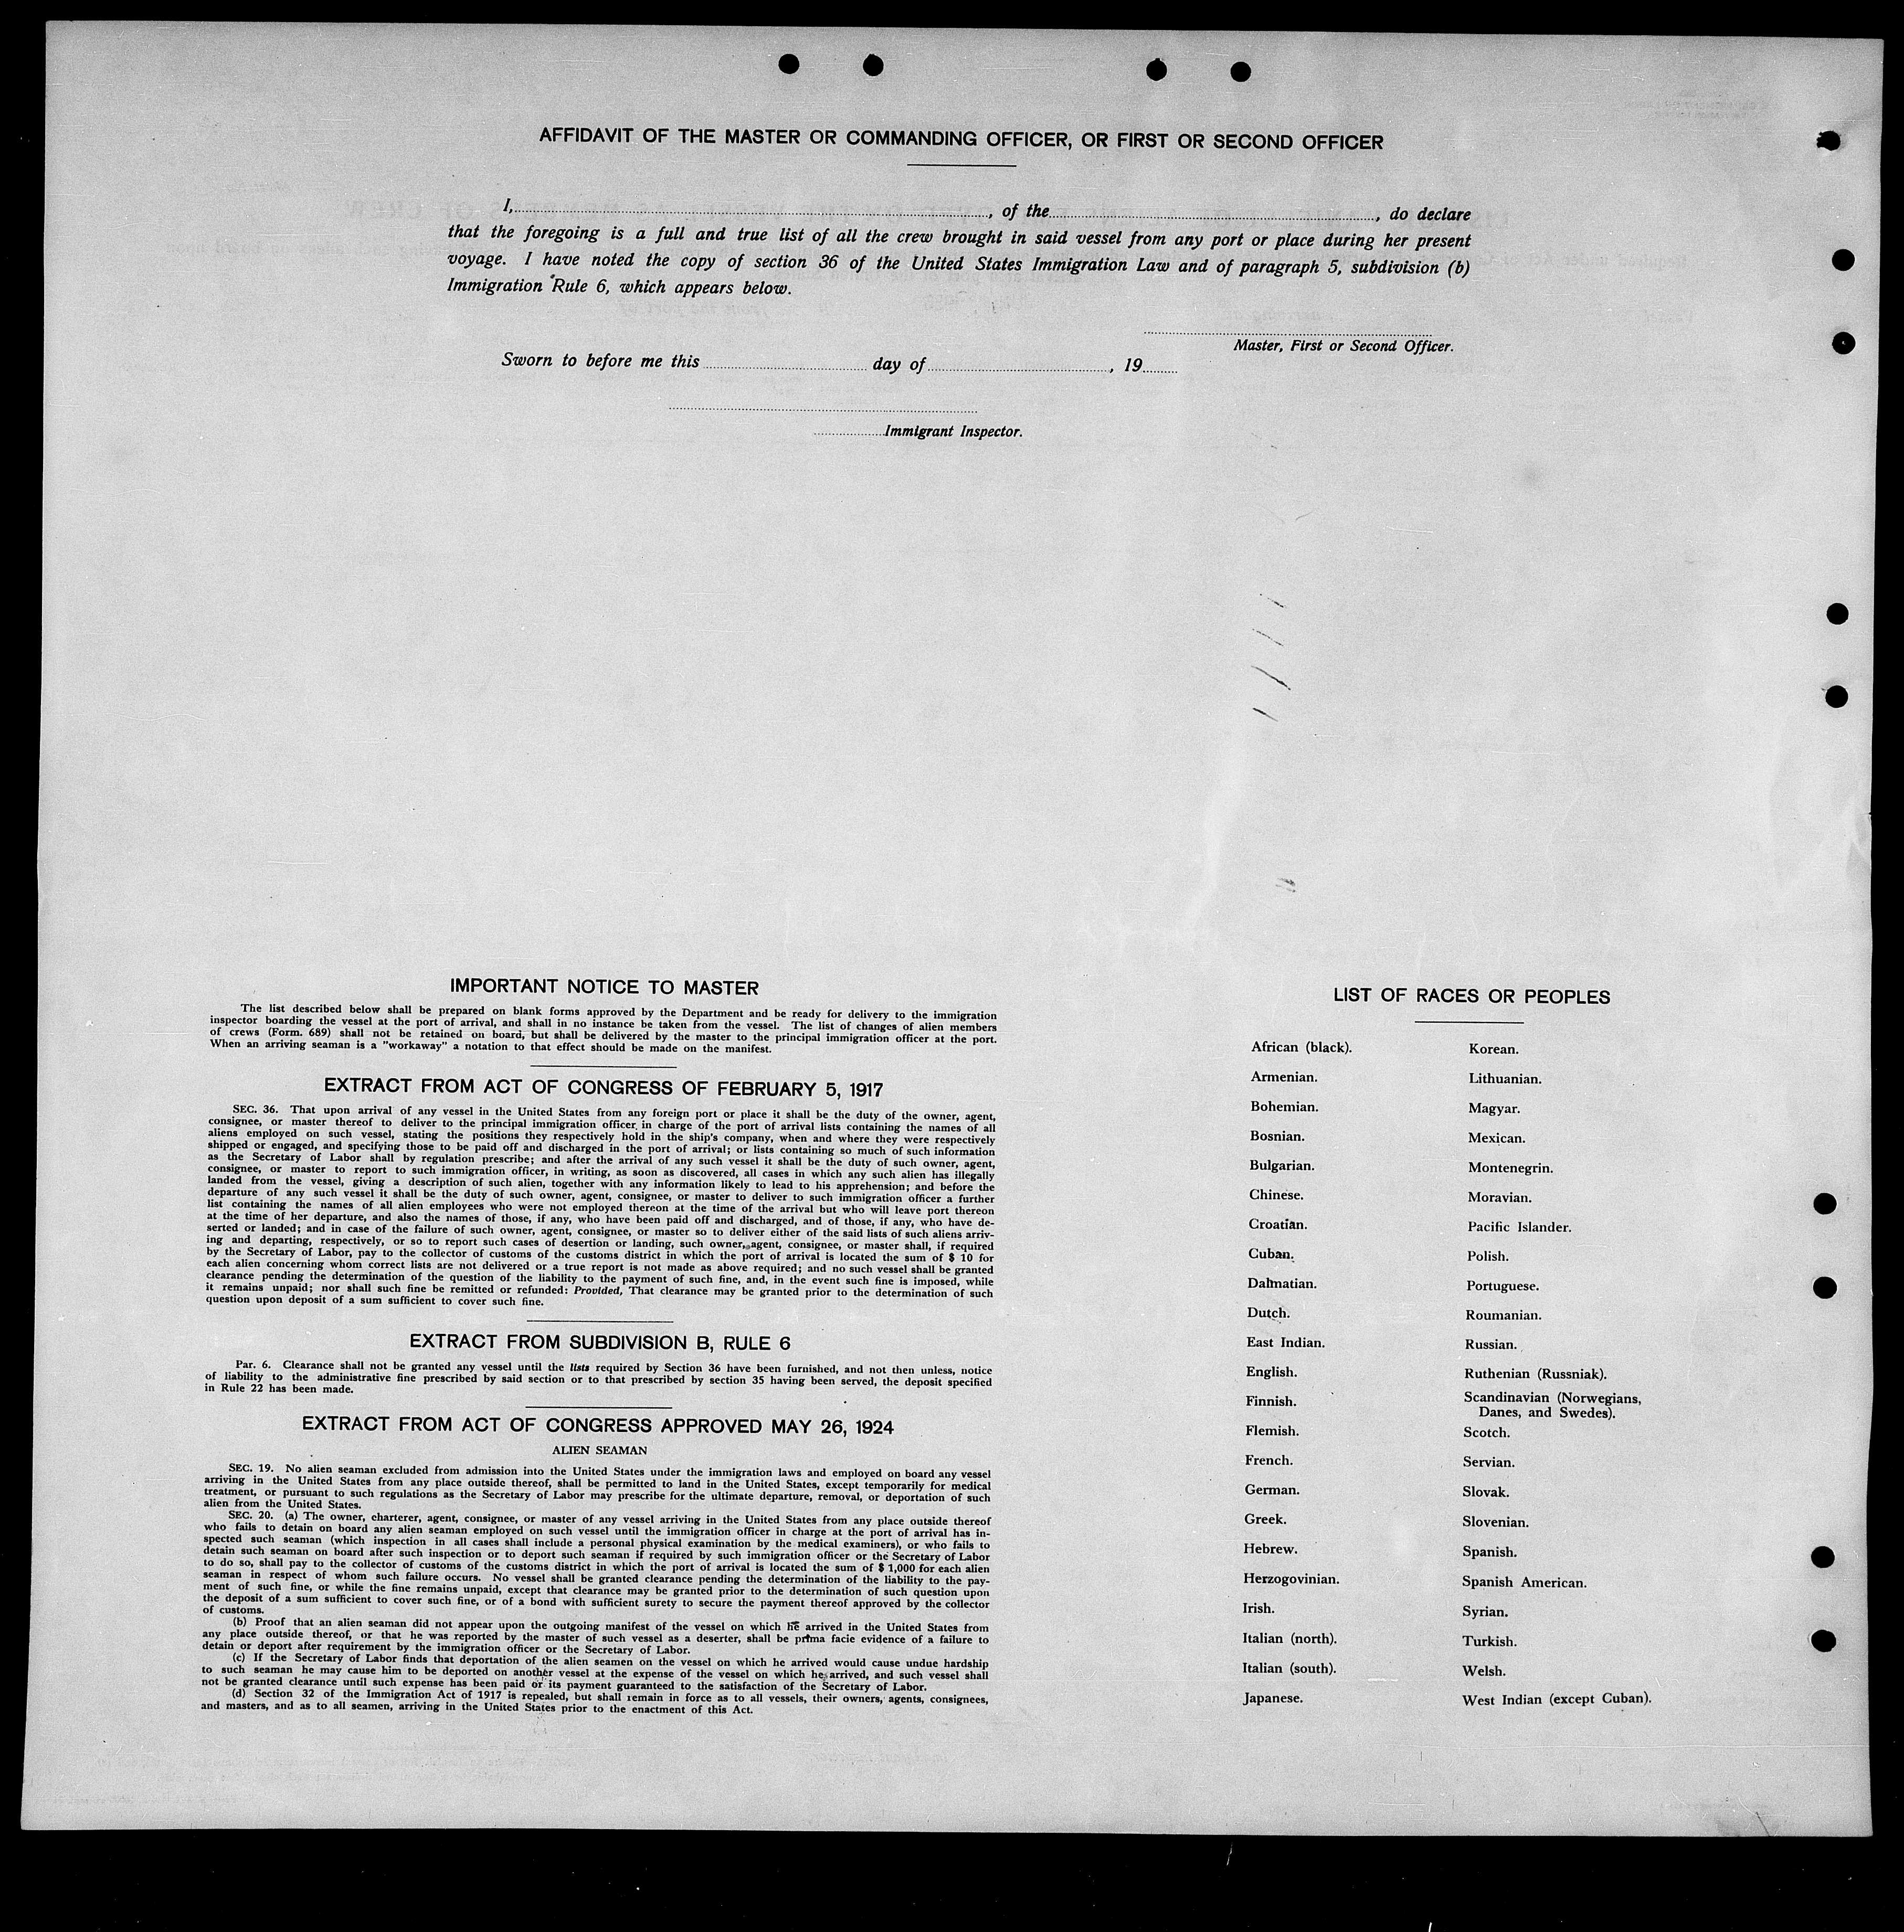 AFFIDAVIT OF THE MASTER OR COMMANDING OFFICER, OR FIRST OR SECOND OFFICER
I, , of the , do declare
that the foregoing is a full and true list of all the crew brought in said vessel from any port or place during her present
voyage. I have noted the copy of section 36 of the United States Immigration Law and of paragraph 5, subdivision (b)
Immigration Rule 6, which appears below.
Master, First or Second Officer.
Sworn to before me this day of , 19
Immigrant Inspector.
IMPORTANT NOTICE TO MASTER
The list described below shall be prepared on blank forms approved by the Department and be ready for delivery to the immigration
inspector boarding the vessel at the port of arrival, and shall in no instance be taken from the vessel. The list of changes of alien members
of crews (Form. 689) shall not be retained on board, but shall be delivered by the master to the principal immigration officer at the port.
When an arriving seaman is a "workaway" a notation to that effect should be made on the manifest.
EXTRACT FROM ACT OF CONGRESS OF FEBRUARY 5, 1917
SEC. 36. That upon arrival of any vessel in the United States from any foreign port or place it shall be the duty of the owner, agent,
consignee, or master thereof to deliver to the principal immigration officer in charge of the port of arrival lists containing the names of all
aliens employed on such vessel, stating the positions they respectively hold in the ship's company, when and where they were respectively
shipped or engaged, and specifying those to be paid off and discharged in the port of arrival; or lists containing so much of such information
as the Secretary of Labor shall by regulation prescribe; and after the arrival of any such vessel it shall be the duty of such owner, agent,
consignee, or master to report to such immigration officer, in writing, as soon as discovered, all cases in which any such alien has illegally
landed from the vessel, giving a description of such alien, together with any information likely to lead to his apprehension; and before the
departure of any such vessel it shall be the duty of such owner, agent, consignee, or master to deliver to such immigration officer a further
list containing the names of all alien employees who were not employed thereon at the time of the arrival but who will leave port thereon
at the time of her departure, and also the names of those, if any, who have been paid off and discharged, and of those, if any, who have de-
serted or landed; and in case of the failure of such owner, agent, consignee, or master so to deliver either of the said lists of such aliens arriv-
ing and departing, respectively, or so to report such cases of desertion or landing, such owner, agent, consignee, or master shall, if required
by the Secretary of Labor, pay to the collector of customs of the customs district in which the port of arrival is located the sum of $ 10 for
each alien concerning whom correct lists are not delivered or a true report is not made as above required; and no such vessel shall be granted
clearance pending the determination of the question of the liability to the payment of such fine, and, in the event such fine is imposed, while
it remains unpaid; nor shall such fine be remitted or refunded: Provided, That clearance may be granted prior to the determination of such
question upon deposit of a sum sufficient to cover such fine.
EXTRACT FROM SUBDIVISION B, RULE 6
Par. 6. Clearance shall not be granted any vessel until the lists required by Section 36 have been furnished, and not then unless, notice
of liability to the administrative fine prescribed by said section or to that prescribed by section 35 having been served, the deposit specified
in Rule 22 has been made.
EXTRACT FROM ACT OF CONGRESS APPROVED MAY 26, 1924
ALIEN SEAMAN
SEC. 19. No alien seaman excluded from admission into the United States under the immigration laws and employed on board any vessel
arriving in the United States from any place outside thereof, shall be permitted to land in the United States, except temporarily for medical
treatment, or pursuant to such regulations as the Secretary of Labor may prescribe for the ultimate departure, removal, or deportation of such
alien from the United States.
SEC. 20. (a) The owner, charterer, agent, consignee, or master of any vessel arriving in the United States from any place outside thereof
who fails to detain on board any alien seaman employed on such vessel until the immigration officer in charge at the port of arrival has in-
spected such seaman (which inspection in all cases shall include a personal physical examination by the medical examiners), or who fails to
detain such seaman on board after such inspection or to deport such seaman if required by such immigration officer or the Secretary of Labor
to do so, shall pay to the collector of customs of the customs district in which the port of arrival is located the sum of $ 1,000 for each alien
seaman in respect of whom such failure occurs. No vessel shall be granted clearance pending the determination of the liability to the pay-
ment of such fine, or while the fine remains unpaid, except that clearance may be granted prior to the determination of such question upon
the deposit of a sum sufficient to cover such fine, or of a bond with sufficient surety to secure the payment thereof approved by the collector
of customs.
(b) Proof that an alien seaman did not appear upon the outgoing manifest of the vessel on which he arrived in the United States from
any place outside thereof, or that he was reported by the master of such vessel as a deserter, shall be prima facie evidence of a failure to
detain or deport after requirement by the immigration officer or the Secretary of Labor.
(c) If the Secretary of Labor finds that deportation of the alien seamen on the vessel on which he arrived would cause undue hardship
to such seaman he may cause him to be deported on another vessel at the expense of the vessel on which he arrived, and such vessel shall
not be granted clearance until such expense has been paid or its payment guaranteed to the satisfaction of the Secretary of Labor.
(d) Section 32 of the Immigration Act of 1917 is repealed, but shall remain in force as to all vessels, their owners, agents, consignees,
and masters, and as to all seamen, arriving in the United States prior to the enactment of this Act.
LIST OF RACES OR PEOPLES
African (black).
Armenian.
Bohemian.
Bosnian.
Bulgarian.
Chinese.
Croatian.
Cuban.
Dalmatian.
Dutch.
East Indian.
English.
Finnish.
Flemish.
French.
German.
Greek.
Hebrew.
Herzogovinian.
Irish.
Italian (north).
Italian (south).
Japanese.
Korean.
Lithuanian.
Magyar.
Mexican.
Montenegrin.
Moravian.
Pacific Islander.
Polish.
Portuguese.
Roumanian.
Russian.
Ruthenian (Russniak).
Scandinavian (Norwegians,
Danes, and Swedes).
Scotch.
Servian.
Slovak.
Slovenian.
Spanish.
Spanish American.
Syrian.
Turkish.
Welsh.
West Indian (except Cuban).